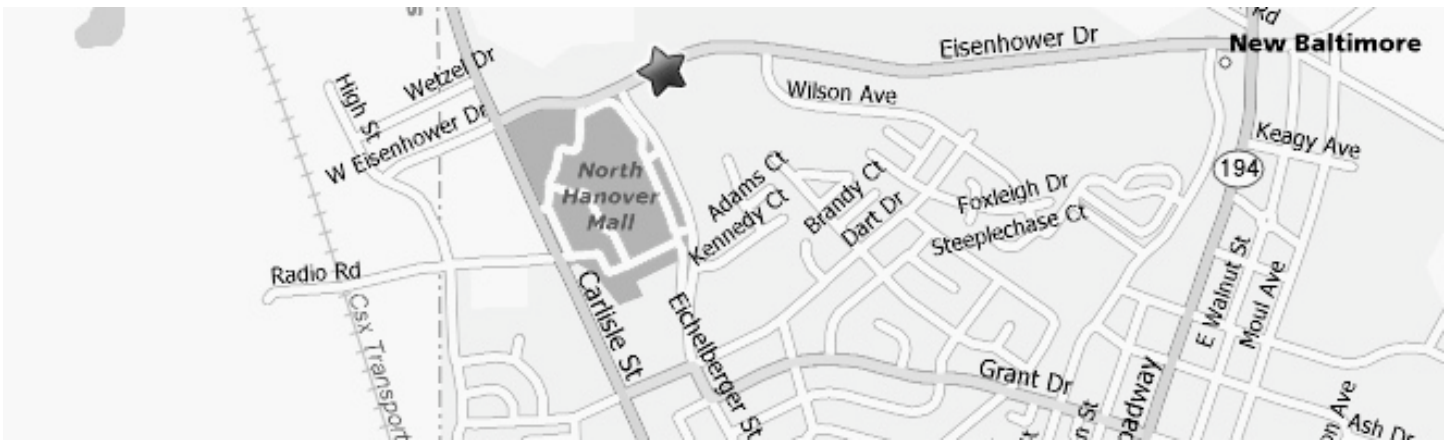 Rd
New Baltimore
Eisenhower Dr
Wetzel Dr
High St
W Eisenhower Dr
Wilson Ave
Keagy Ave
194
North
Hanover
Mall
Adams Ct
Kennedy Ct
Brandy Ct
Dart Dr
Foxleigh Dr
Steeplechase Ct
Radio Rd
Csx Transport
Carlisle St
Eichelberger St
E Walnut St
Moul Ave
Grant Dr
Ash Dr